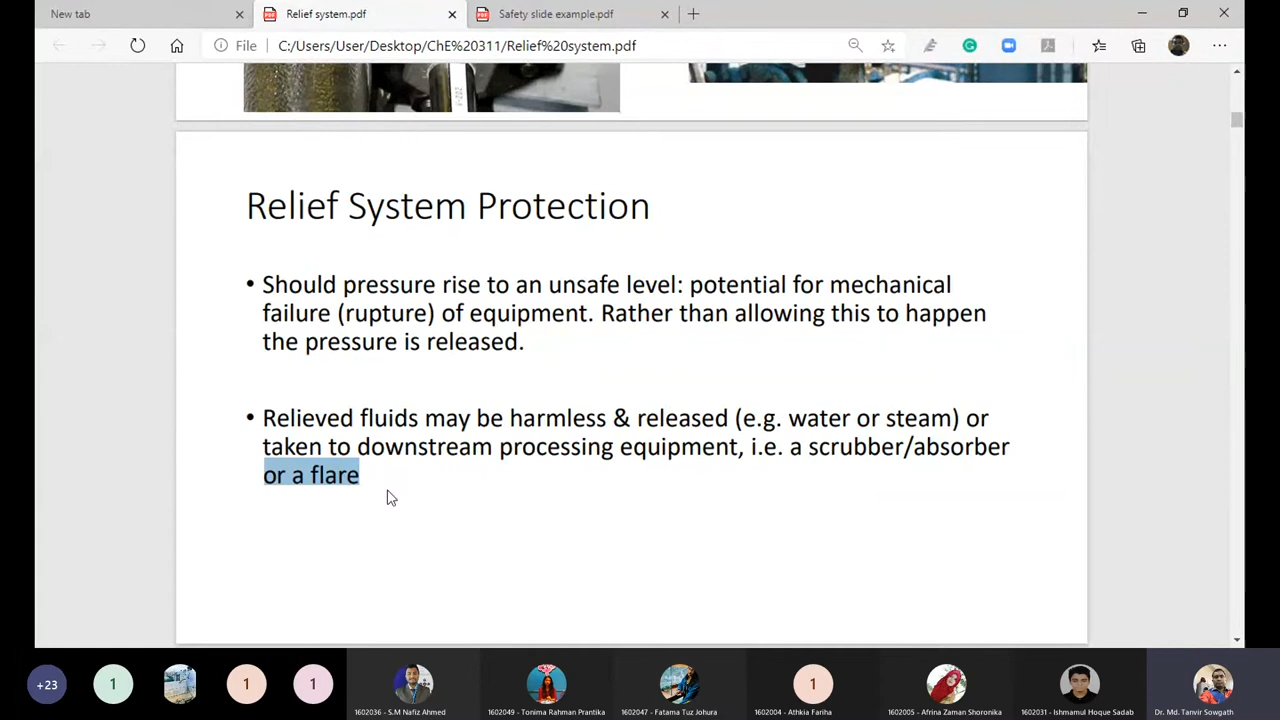 New tab
Relief system.pdf
Safety slide example.pdf
File
C:/Users/User/Desktop/ChE%20311/Relief%20system.pdf
Relief System Protection
• Should pressure rise to an unsafe level: potential for mechanical
failure (rupture) of equipment. Rather than allowing this to happen
the pressure is released.
• Relieved fluids may be harmless & released (e.g. water or steam) or
taken to downstream processing equipment, i.e. a scrubber/absorber
or a flare
+23
1
1
1
1
1602036 - S.M Nafiz Ahmed
1602049 - Tonima Rahman Prantika
1602047 - Fatama Tuz Johura
1602004 - Athkia Fariha
1602005 - Afrina Zaman Shoronika
1602031 - Ishmamul Hoque Sadab
Dr. Md. Tanvir Sowgath